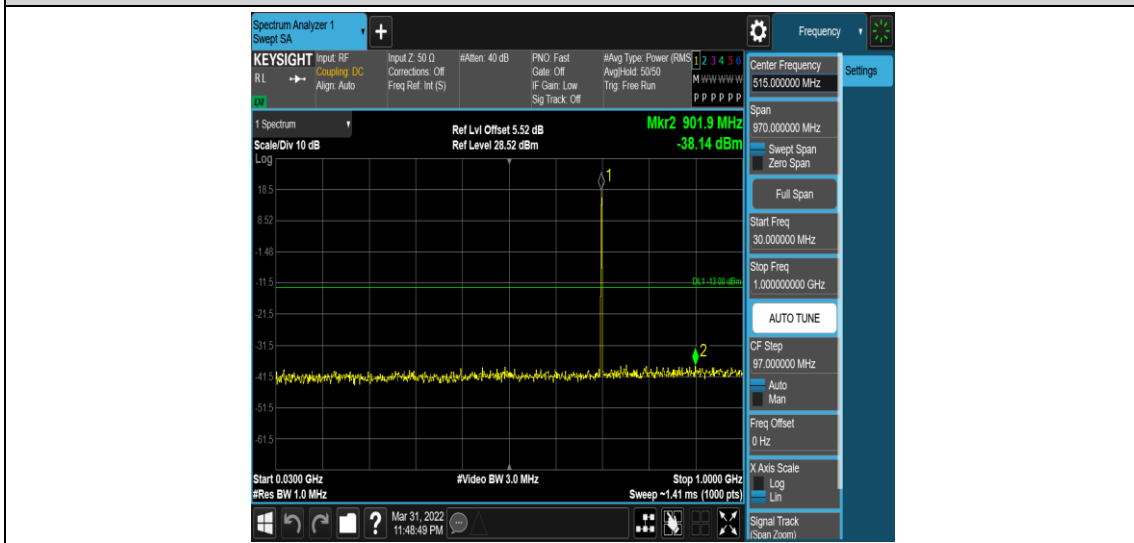 Spectrum Analyzer 1
Swept SA
+
Frequency
KEYSIGHT
RL
LXI
Input: RF
Coupling: DC
Align: Auto
Input Z: 50 Ω
Corrections: Off
Freq Ref: Int (S)
#Atten: 40 dB
PNO: Fast
Gate: Off
IF Gain: Low
Sig Track: Off
#Avg Type: Power (RMS
Avg|Hold: 50/50
Trig: Free Run
1 2 3 4 5 6
M W W W W W
P P P P P P
1 Spectrum
Scale/Div 10 dB
Log
Ref Lvl Offset 5.52 dB
Ref Level 28.52 dBm
Mkr2 901.9 MHz
-38.14 dBm
1
18.5
8.52
-1.48
-11.5
DL1 -13.00 dBm
-21.5
-31.5
2
-41.5
-51.5
-61.5
Start 0.0300 GHz
#Res BW 1.0 MHz
#Video BW 3.0 MHz
Stop 1.0000 GHz
Sweep ~1.41 ms (1000 pts)
Center Frequency
515.000000 MHz
Settings
Span
970.000000 MHz
Swept Span
Zero Span
Full Span
Start Freq
30.000000 MHz
Stop Freq
1.000000000 GHz
AUTO TUNE
CF Step
97.000000 MHz
Auto
Man
Freq Offset
0 Hz
X Axis Scale
Log
Lin
Signal Track
(Span Zoom)
?
Mar 31, 2022
11:48:49 PM